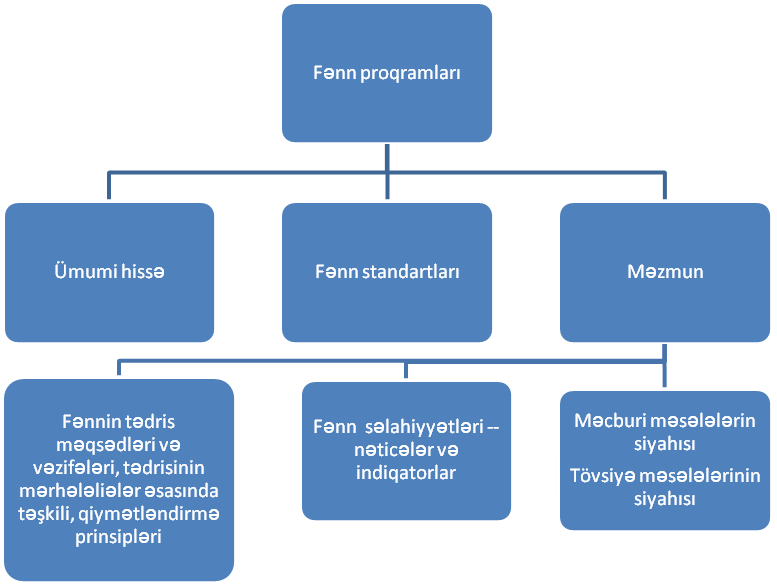 Fənn proqramları
Ümumi hissə
Fənn standartları
Məzmun
Fənnin tədris
məqsədləri və
vəzifələri, tədrisinin
mərhələliələr əsasında
təşkili, qiymətləndirmə
prinsipləri
Fənn səlahiyyətləri --
nəticələr və
indiqatorlar
Məcburi məsələlərin
siyahısı
Tövsiyə məsələlərinin
siyahısı